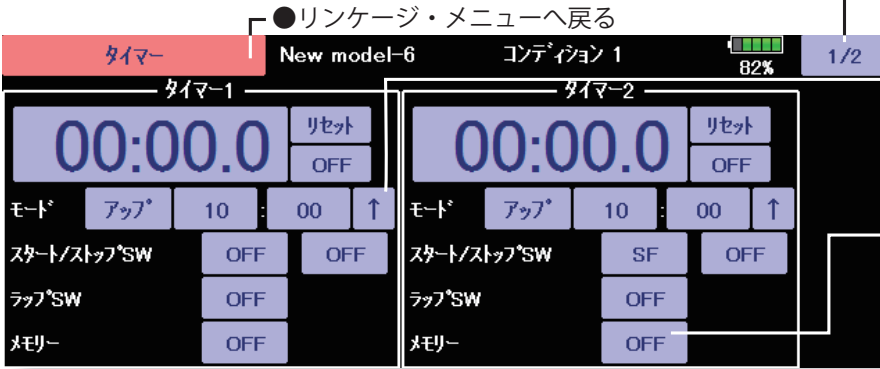 ●リンケージ・メニューへ戻る
タイマー New model-6 コンディション 1 82% 1/2
タイマー1 タイマー2
00:00.0 リセット OFF 00:00.0 リセット OFF
モード アップ 10 : 00 ↑ モード アップ 10 : 00 ↑
スタート/ストップSW OFF OFF スタート/ストップSW SF OFF
ラップSW OFF ラップSW OFF
メモリー OFF メモリー OFF